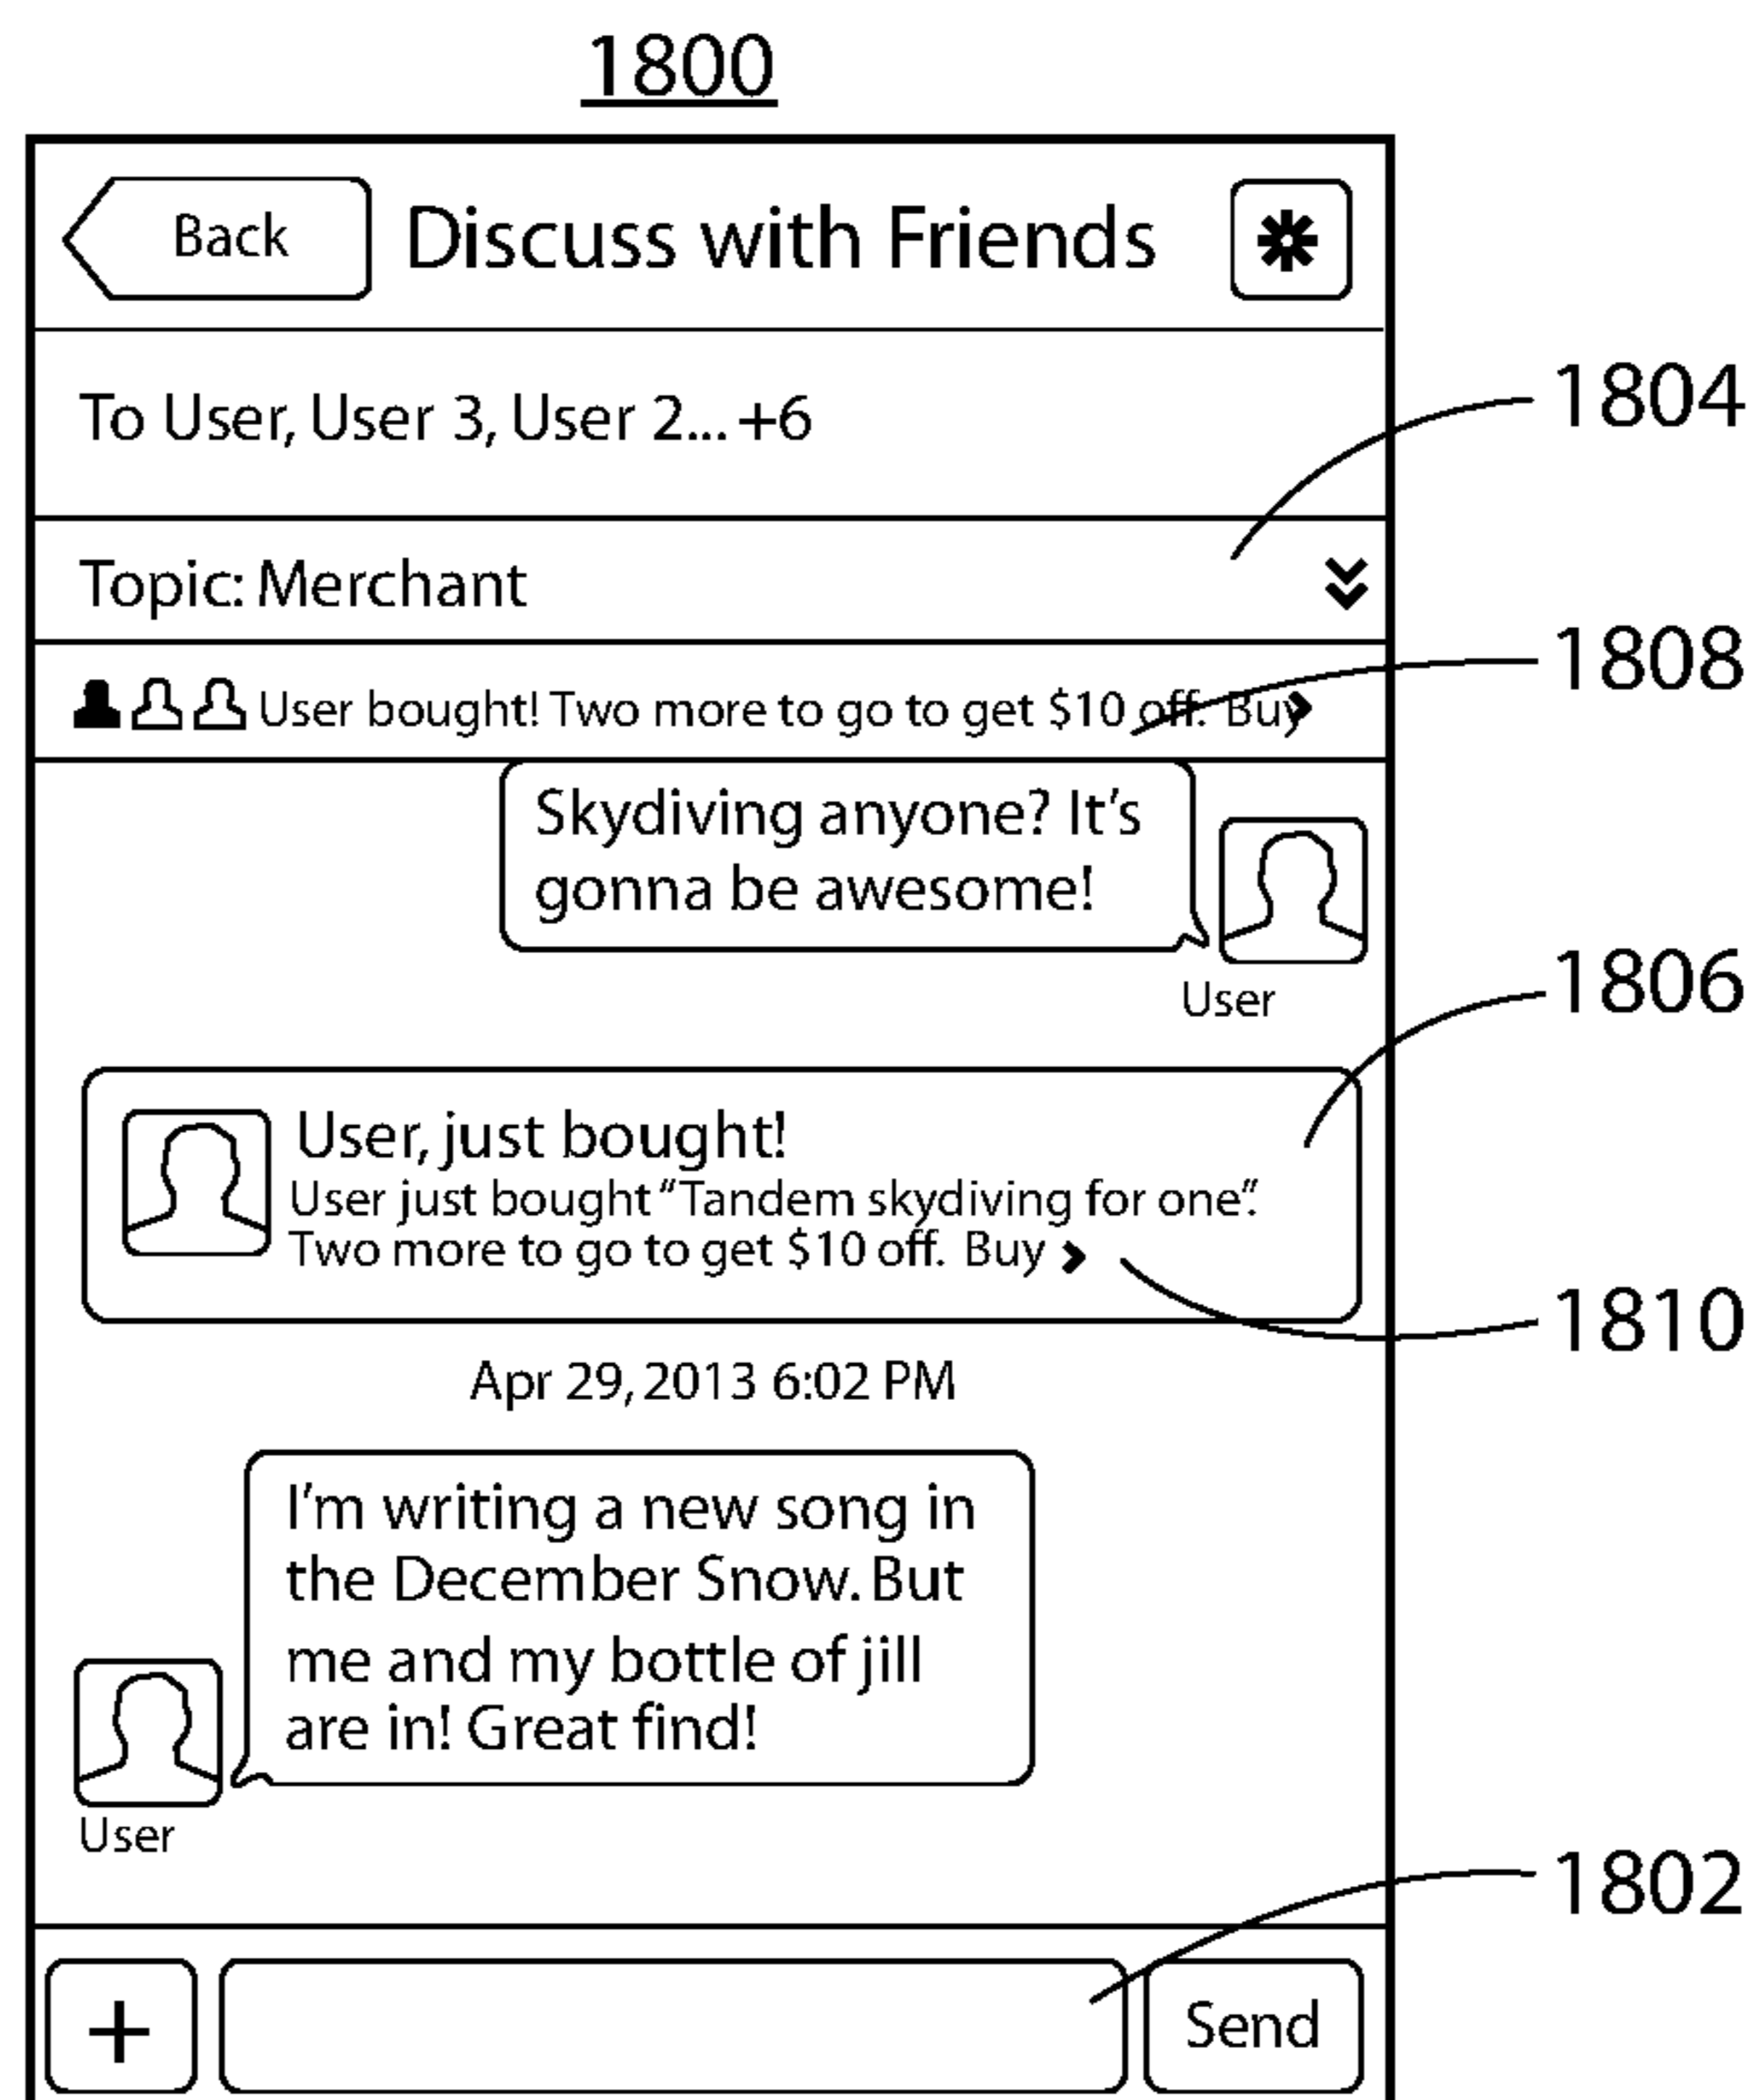 1800
Back
Discuss with Friends
To User, User 3, User 2... +6
1804
Topic: Merchant
1808
User bought! Two more to go to get $10 off. Buy
Skydiving anyone? It's
gonna be awesome!
User
1806
User, just bought!
User just bought “Tandem skydiving for one”.
Two more to go to get $10 off. Buy
1810
Apr 29, 2013 6:02 PM
I'm writing a new song in
the December Snow. But
me and my bottle of jill
are in! Great find!
User
1802
+
Send